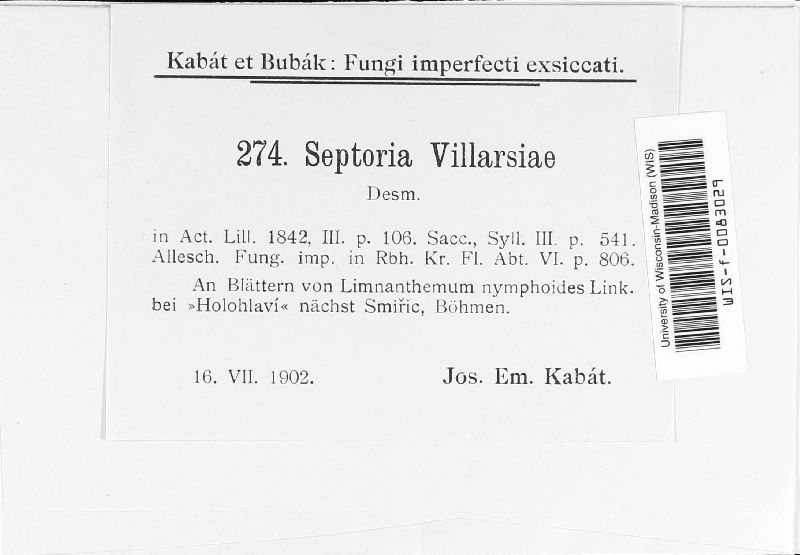 Kabát et Bubák: Fungi imperfecti exsiccati.
274. Septoria Villarsiae
Desm.
in Act. Lill. 1842, III. p. 106. Sacc., Syll. III. p. 541.
Allesch. Fung. imp. in Rbh. Kr. Fl. Abt. VI. p. 806.
An Blättern von Limnanthemum nymphoides Link.
bei »Holohlaví« nächst Smiřic, Böhmen.
16. VII. 1902.
Jos. Em. Kabát.
University of Wisconsin-Madison (WIS)
WIS-f-0083029